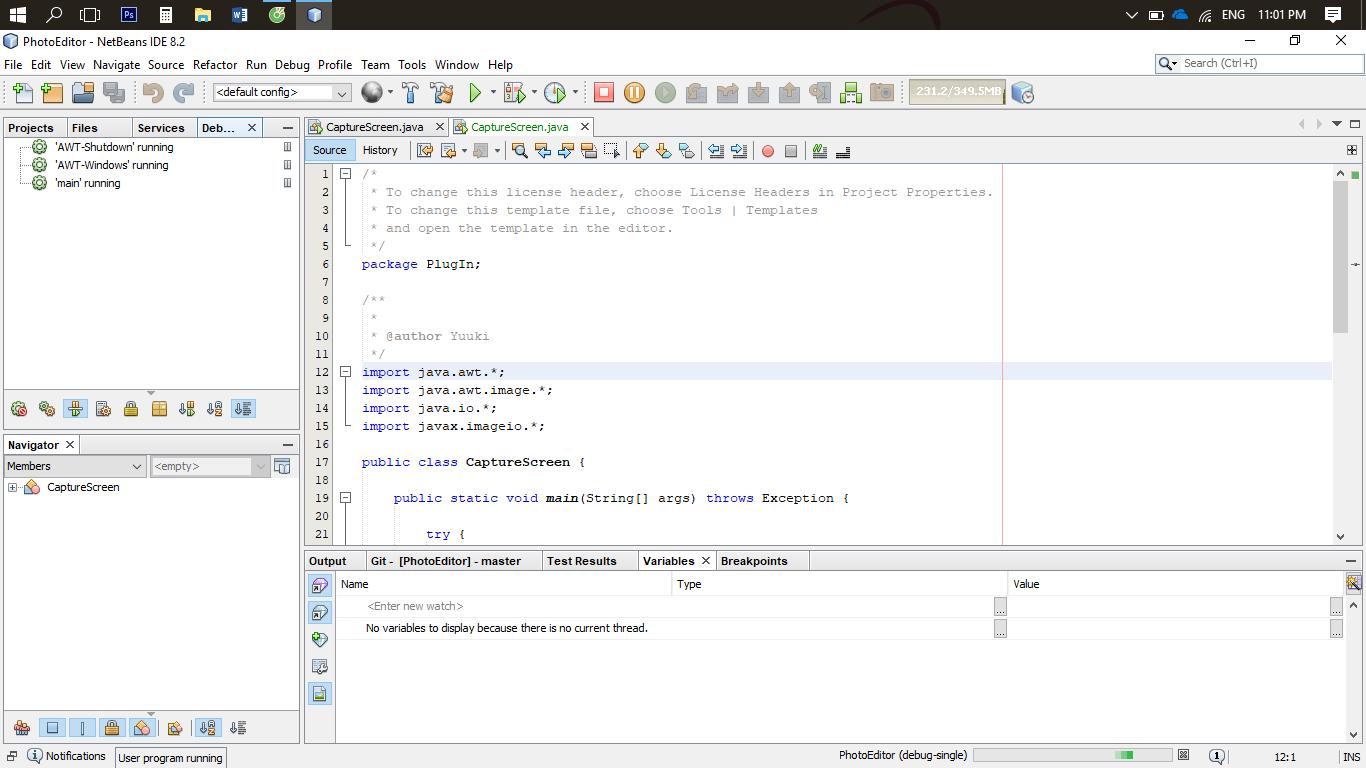 Ps
W
ENG 11:01 PM
PhotoEditor - NetBeans IDE 8.2
File Edit View Navigate Source Refactor Run Debug Profile Team Tools Window Help
Search (Ctrl+I)
<default config>
231.2/349.5MB
Projects Files Services Deb...
'AWT-Shutdown' running
'AWT-Windows' running
'main' running
CaptureScreen.java CaptureScreen.java
Source History
1 /*
2 * To change this license header, choose License Headers in Project Properties.
3 * To change this template file, choose Tools | Templates
4 * and open the template in the editor.
5 */
6 package PlugIn;
7
8 /**
9 *
10 * @author Yuuki
11 */
12 import java.awt.*;
13 import java.awt.image.*;
14 import java.io.*;
15 import javax.imageio.*;
16
17 public class CaptureScreen {
18
19 public static void main(String[] args) throws Exception {
20
21 try {
Navigator
Members <empty>
CaptureScreen
Output Git - [PhotoEditor] - master Test Results Variables Breakpoints
Name Type Value
<Enter new watch> ... ...
No variables to display because there is no current thread. ... ...
Notifications User program running
PhotoEditor (debug-single) 1 12:1 INS